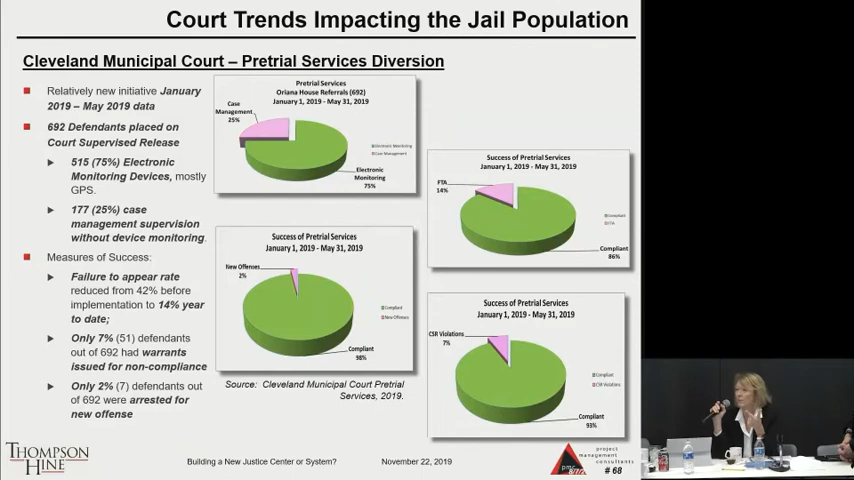 Court Trends Impacting the Jail Population
Cleveland Municipal Court – Pretrial Services Diversion
Relatively new initiative January
2019 – May 2019 data
692 Defendants placed on
Court Supervised Release
515 (75%) Electronic
Monitoring Devices, mostly
GPS.
177 (25%) case
management supervision
without device monitoring.
Measures of Success:
Failure to appear rate
reduced from 42% before
implementation to 14% year
to date;
Only 7% (51) defendants
out of 692 had warrants
issued for non-compliance
Only 2% (7) defendants out
of 692 were arrested for
new offense
Pretrial Services
Oriana House Referrals (692)
January 1, 2019 - May 31, 2019
Case
Management
25%
Electronic Monitoring
Case Management
Electronic
Monitoring
75%
Success of Pretrial Services
January 1, 2019 - May 31, 2019
FTA
14%
Compliant
FTA
Compliant
86%
Success of Pretrial Services
January 1, 2019 - May 31, 2019
New Offenses
2%
Compliant
New Offenses
Compliant
98%
Success of Pretrial Services
January 1, 2019 - May 31, 2019
CSR Violations
7%
Compliant
CSR Violations
Compliant
93%
Source: Cleveland Municipal Court Pretrial
Services, 2019.
THOMPSON
HINE
Building a New Justice Center or System?
November 22, 2019
project
management
consultants
# 68